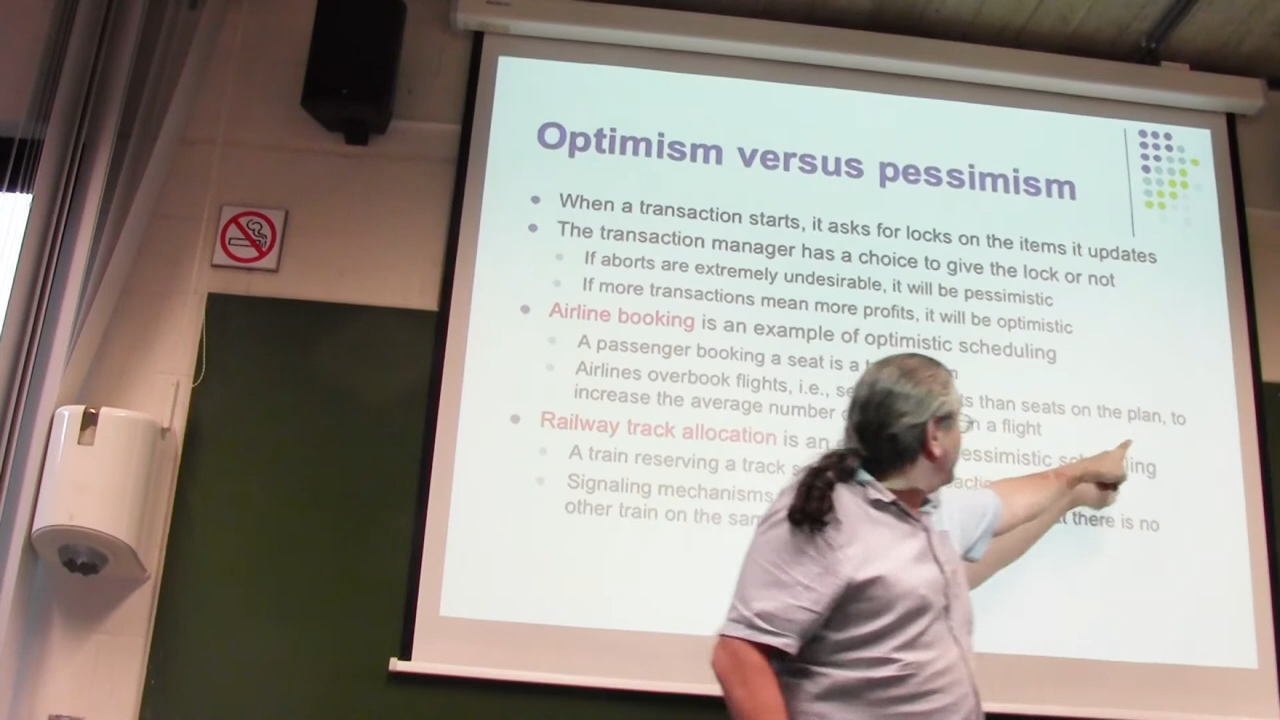 Optimism versus pessimism
When a transaction starts, it asks for locks on the items it updates
The transaction manager has a choice to give the lock or not
If aborts are extremely undesirable, it will be pessimistic
If more transactions mean more profits, it will be optimistic
Airline booking is an example of optimistic scheduling
A passenger booking a seat is a
Airlines overbook flights, i.e., than seats on the plan, to
increase the average number a flight
Railway track allocation is an
A train reserving a track
Signaling mechanisms
other train on the there is no